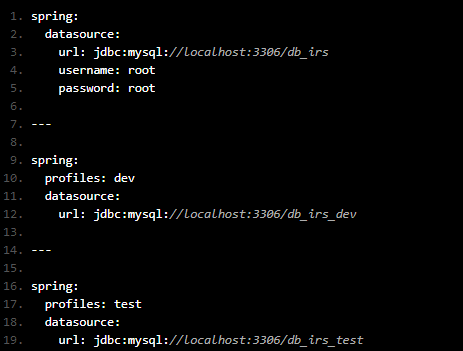 1. spring:
2.   datasource:
3.     url: jdbc:mysql://localhost:3306/db_irs
4.     username: root
5.     password: root
6.
7. ---
8.
9. spring:
10.   profiles: dev
11.   datasource:
12.     url: jdbc:mysql://localhost:3306/db_irs_dev
13.
14. ---
15.
16. spring:
17.   profiles: test
18.   datasource:
19.     url: jdbc:mysql://localhost:3306/db_irs_test